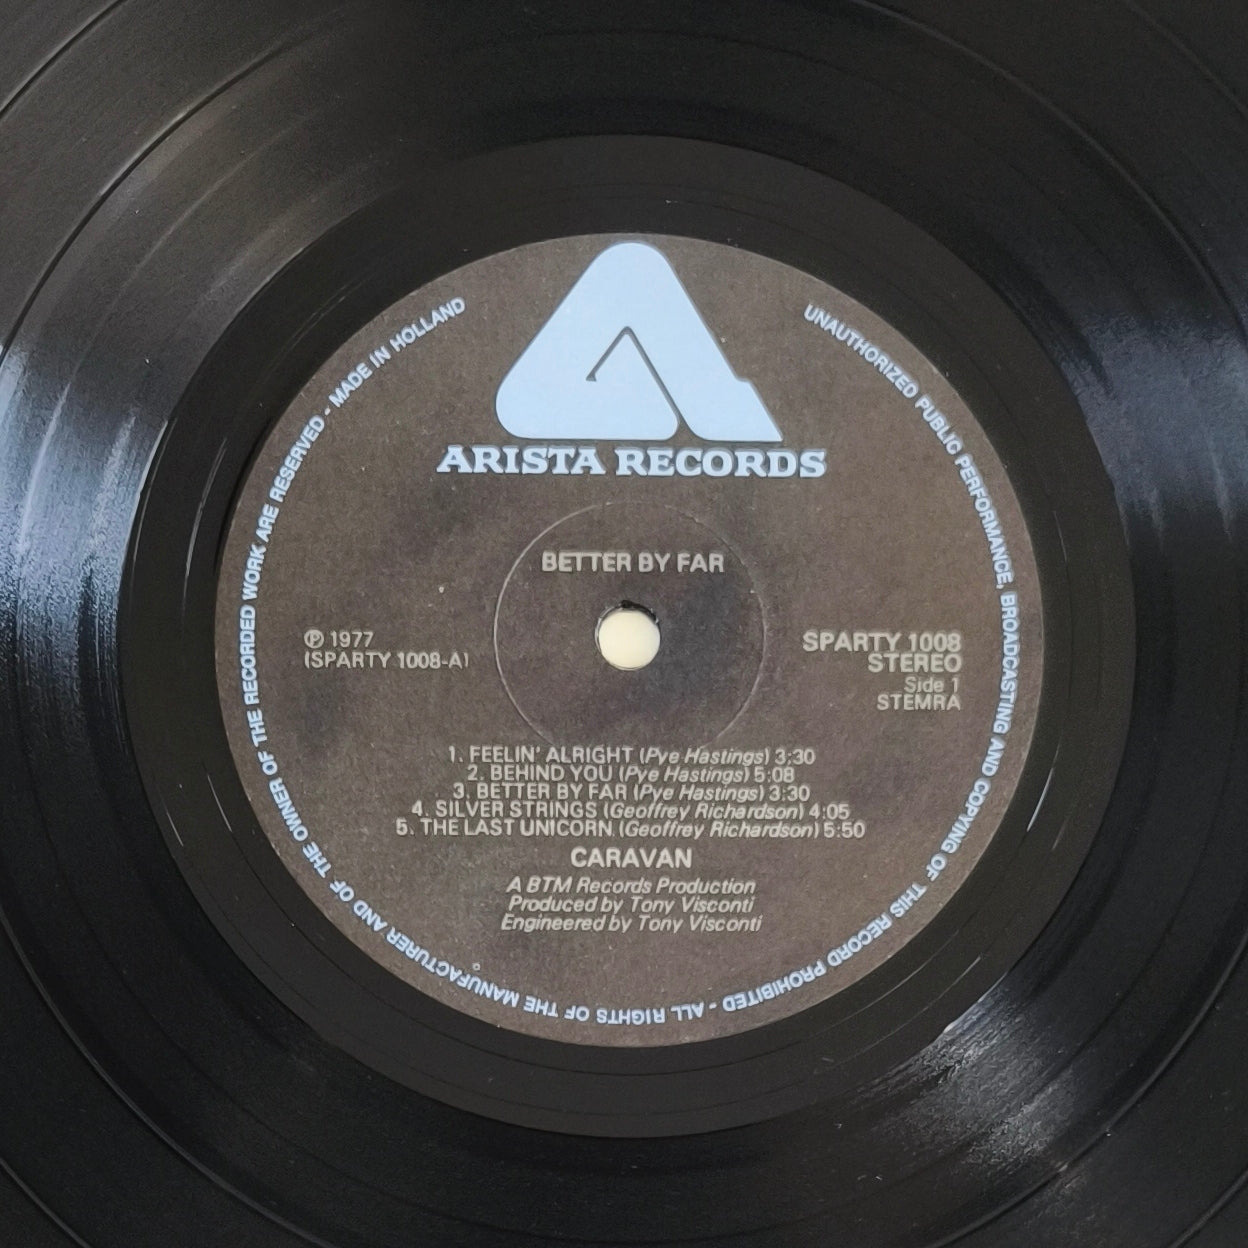 ARISTA RECORDS
BETTER BY FAR
℗ 1977
(SPARTY 1008-A)
SPARTY 1008
STEREO
Side 1
STEMRA
1. FEELIN' ALRIGHT (Pye Hastings) 3:30
2. BEHIND YOU (Pye Hastings) 5:08
3. BETTER BY FAR (Pye Hastings) 3:30
4. SILVER STRINGS (Geoffrey Richardson) 4:05
5. THE LAST UNICORN (Geoffrey Richardson) 5:50
CARAVAN
A BTM Records Production
Produced by Tony Visconti
Engineered by Tony Visconti
UNAUTHORIZED PUBLIC PERFORMANCE, BROADCASTING AND COPYING OF THIS RECORD PROHIBITED - ALL RIGHTS OF THE MANUFACTURER AND OF THE OWNER OF THE RECORDED WORK ARE RESERVED - MADE IN HOLLAND